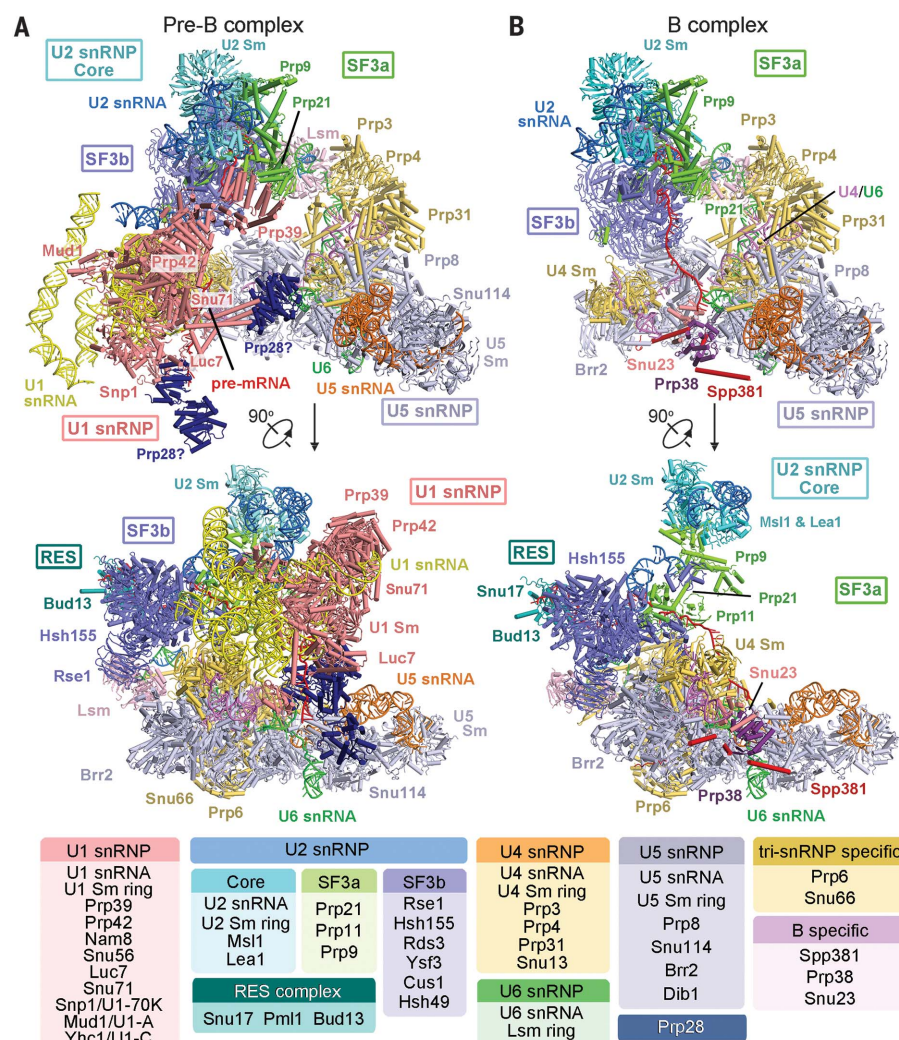 A
Pre-B complex
U2 snRNP
Core
U2 Sm
Prp9
SF3a
U2 snRNA
Prp21
Lsm
Prp3
SF3b
Prp4
Prp31
Mud1
Prp42
Prp39
Prp8
Snu71
Snu114
Prp28?
U5
Sm
U1
snRNA
Luc7
U6
Snp1
pre-mRNA
U5 snRNA
U1 snRNP
U5 snRNP
Prp28?
90°
U2 Sm
U1 snRNP
Prp39
SF3b
Prp42
RES
U1 snRNA
Bud13
Snu71
Hsh155
U1 Sm
Luc7
Rse1
U5 snRNA
Lsm
U5
Sm
Brr2
Snu66
Snu114
Prp6
U6 snRNA
B
B complex
U2 Sm
SF3a
Prp9
U2
snRNA
Prp3
Prp4
U4/U6
Prp21
SF3b
Prp31
U4 Sm
Prp8
Brr2
Snu23
Prp38
Spp381
U5 snRNP
90°
U2 Sm
U2 snRNP
Core
Msl1 & Lea1
RES
Hsh155
Prp9
Snu17
SF3a
Prp21
Bud13
Prp11
U4 Sm
Snu23
Brr2
Prp38
Spp381
Prp6
U6 snRNA
U1 snRNP
U1 snRNA
U1 Sm ring
Prp39
Prp42
Nam8
Snu56
Luc7
Snu71
Snp1/U1-70K
Mud1/U1-A
Yhc1/U1-C
U2 snRNP
Core
U2 snRNA
U2 Sm ring
Msl1
Lea1
SF3a
Prp21
Prp11
Prp9
SF3b
Rse1
Hsh155
Rds3
Ysf3
Cus1
Hsh49
RES complex
Snu17 Pml1 Bud13
U4 snRNP
U4 snRNA
U4 Sm ring
Prp3
Prp4
Prp31
Snu13
U6 snRNP
U6 snRNA
Lsm ring
U5 snRNP
U5 snRNA
U5 Sm ring
Prp8
Snu114
Brr2
Dib1
Prp28
tri-snRNP specific
Prp6
Snu66
B specific
Spp381
Prp38
Snu23